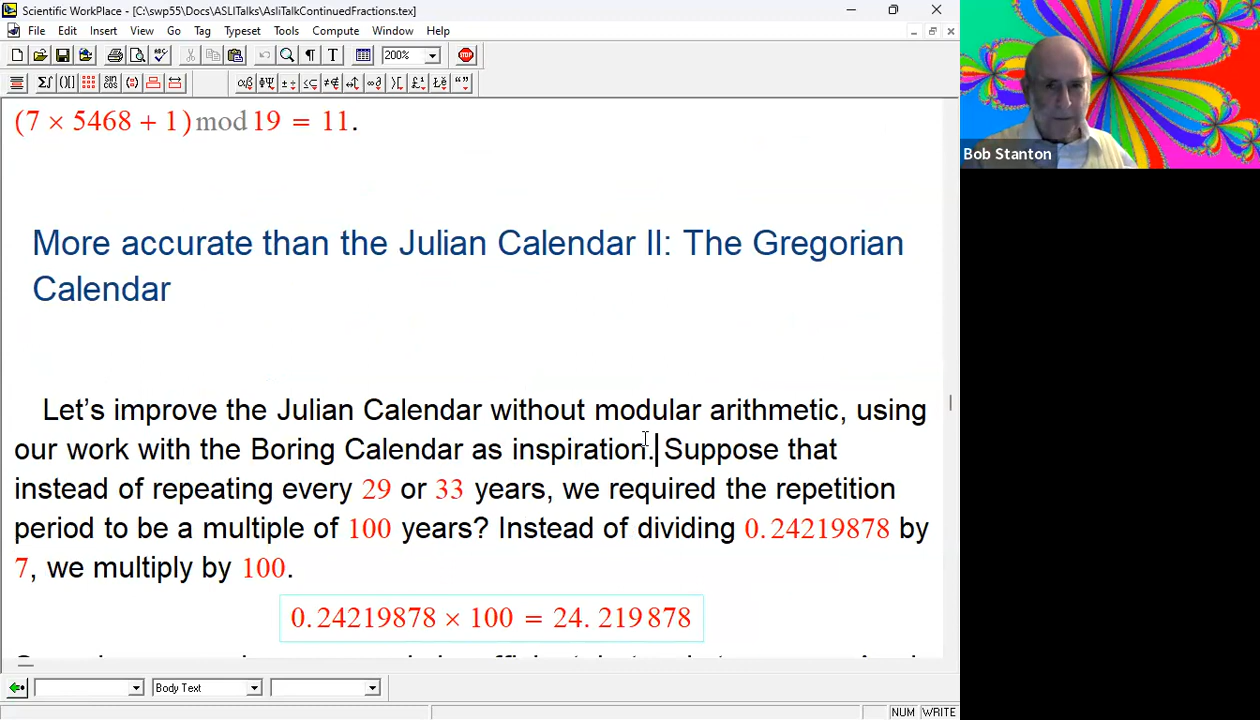 Scientific WorkPlace - [C:\swp55\Docs\ASLITalks\AsliTalkContinuedFractions.tex]
File Edit Insert View Go Tag Typeset Tools Compute Window Help
200%
(7 × 5468 + 1) mod 19 = 11.
Bob Stanton
More accurate than the Julian Calendar II: The Gregorian
Calendar
Let's improve the Julian Calendar without modular arithmetic, using
our work with the Boring Calendar as inspiration. Suppose that
instead of repeating every 29 or 33 years, we required the repetition
period to be a multiple of 100 years? Instead of dividing 0.24219878 by
7, we multiply by 100.
0.24219878 × 100 = 24.219878
Body Text
NUM WRITE